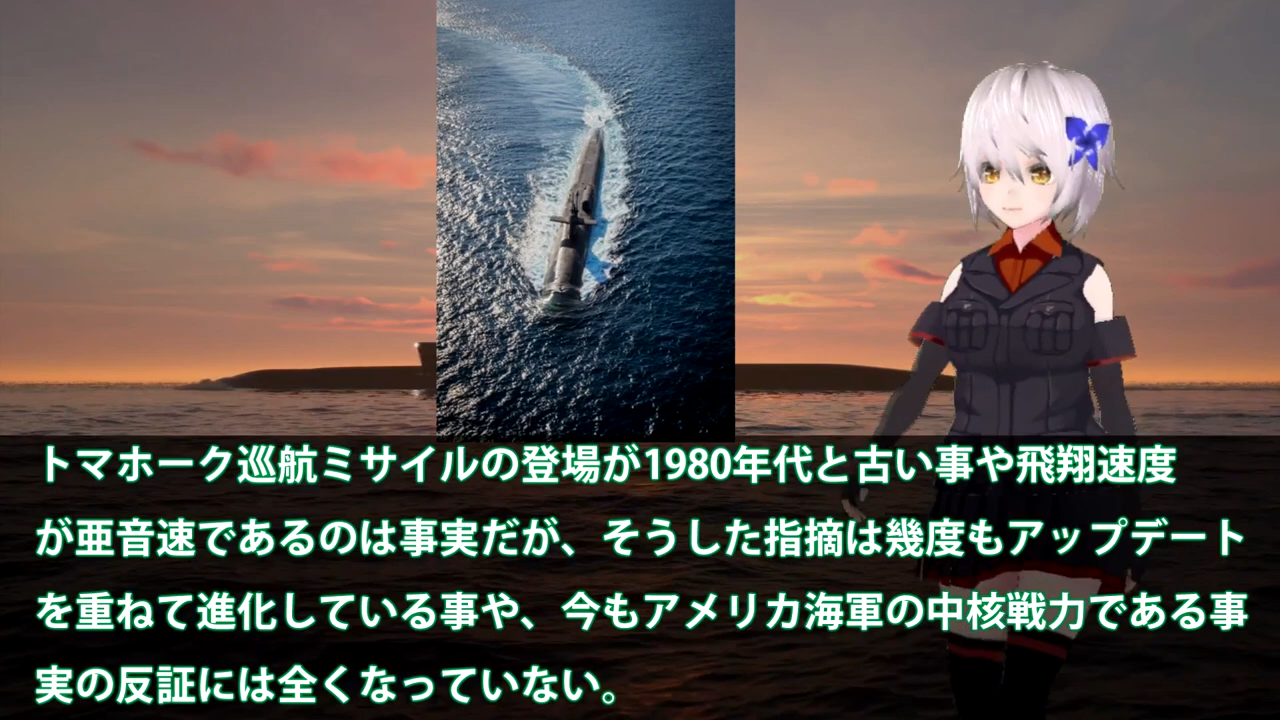 トマホーク巡航ミサイルの登場が1980年代と古い事や飛翔速度
が亜音速であるのは事実だが、そうした指摘は幾度もアップデート
を重ねて進化している事や、今もアメリカ海軍の中核戦力である事
実の反証には全くなっていない。